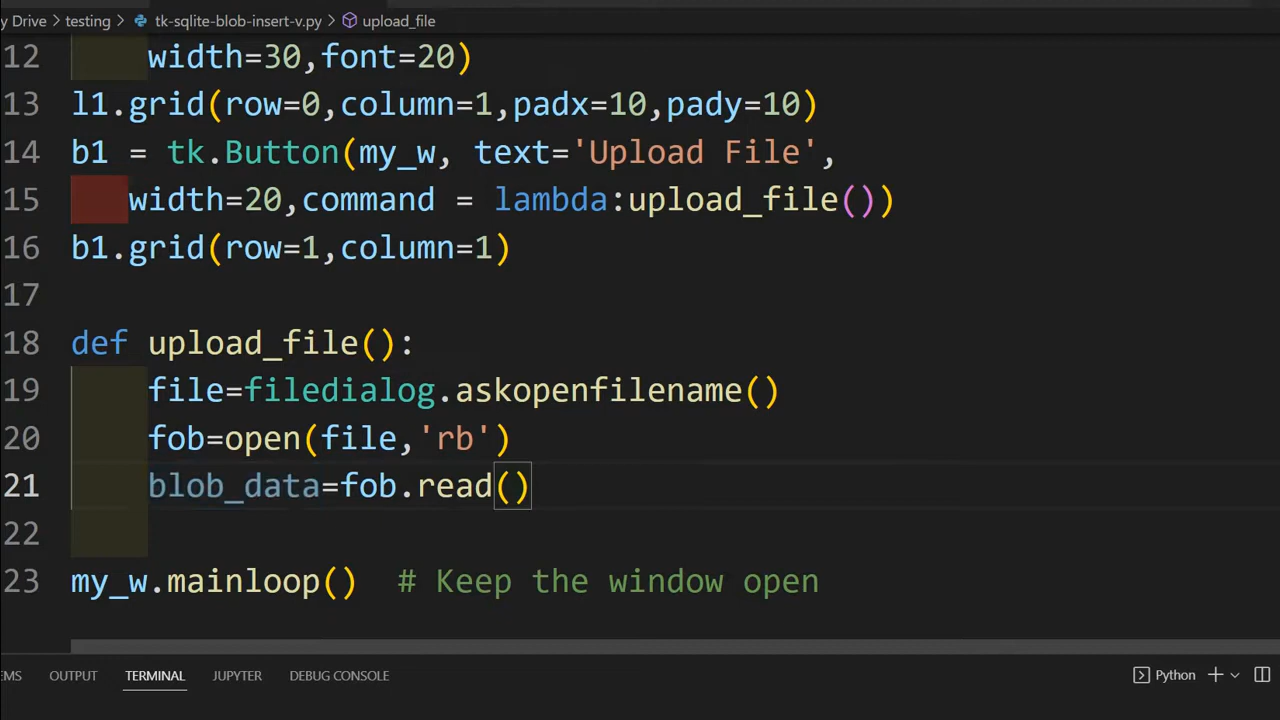 y Drive > testing > tk-sqlite-blob-insert-v.py > upload_file
12 width=30,font=20)
13 l1.grid(row=0,column=1,padx=10,pady=10)
14 b1 = tk.Button(my_w, text='Upload File',
15 width=20,command = lambda:upload_file())
16 b1.grid(row=1,column=1)
17
18 def upload_file():
19 file=filedialog.askopenfilename()
20 fob=open(file,'rb')
21 blob_data=fob.read()
22
23 my_w.mainloop()  # Keep the window open
EMS OUTPUT TERMINAL JUPYTER DEBUG CONSOLE Python